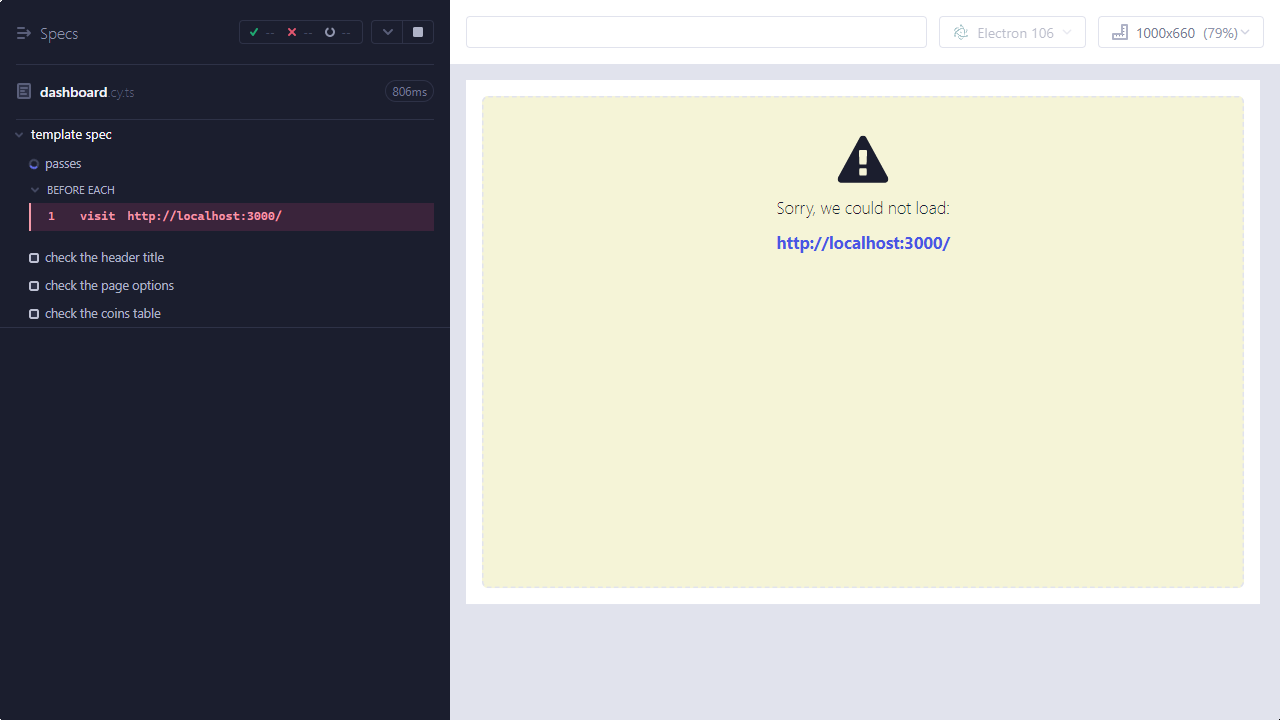 Specs
--
--
--
dashboard.cy.ts
806ms
template spec
passes
BEFORE EACH
1 visit http://localhost:3000/
check the header title
check the page options
check the coins table
Electron 106
1000x660 (79%)
Sorry, we could not load:
http://localhost:3000/